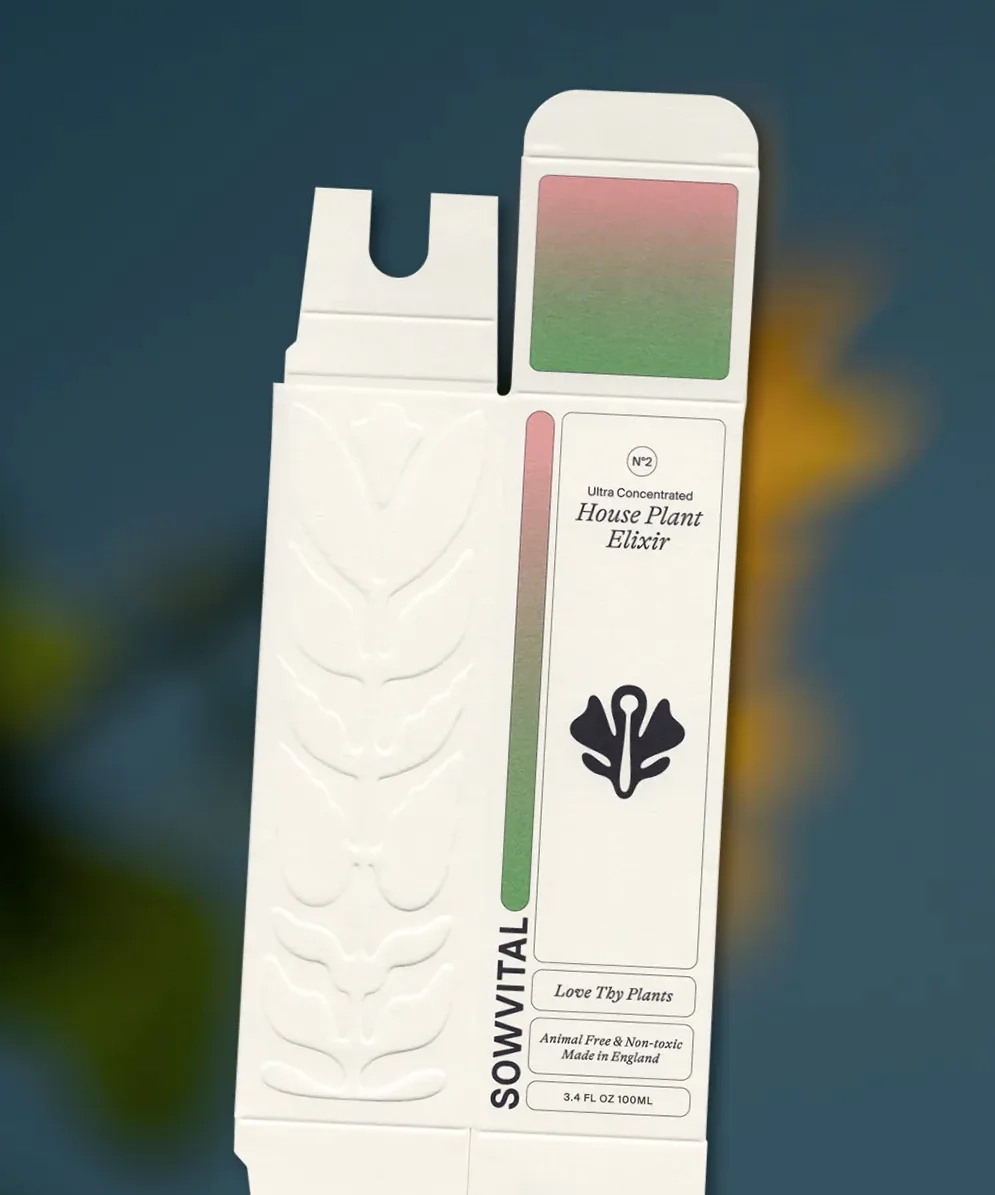 N°2
Ultra Concentrated
House Plant
Elixir
SOWVITAL
Love Thy Plants
Animal Free & Non-toxic
Made in England
3.4 FL OZ 100ML